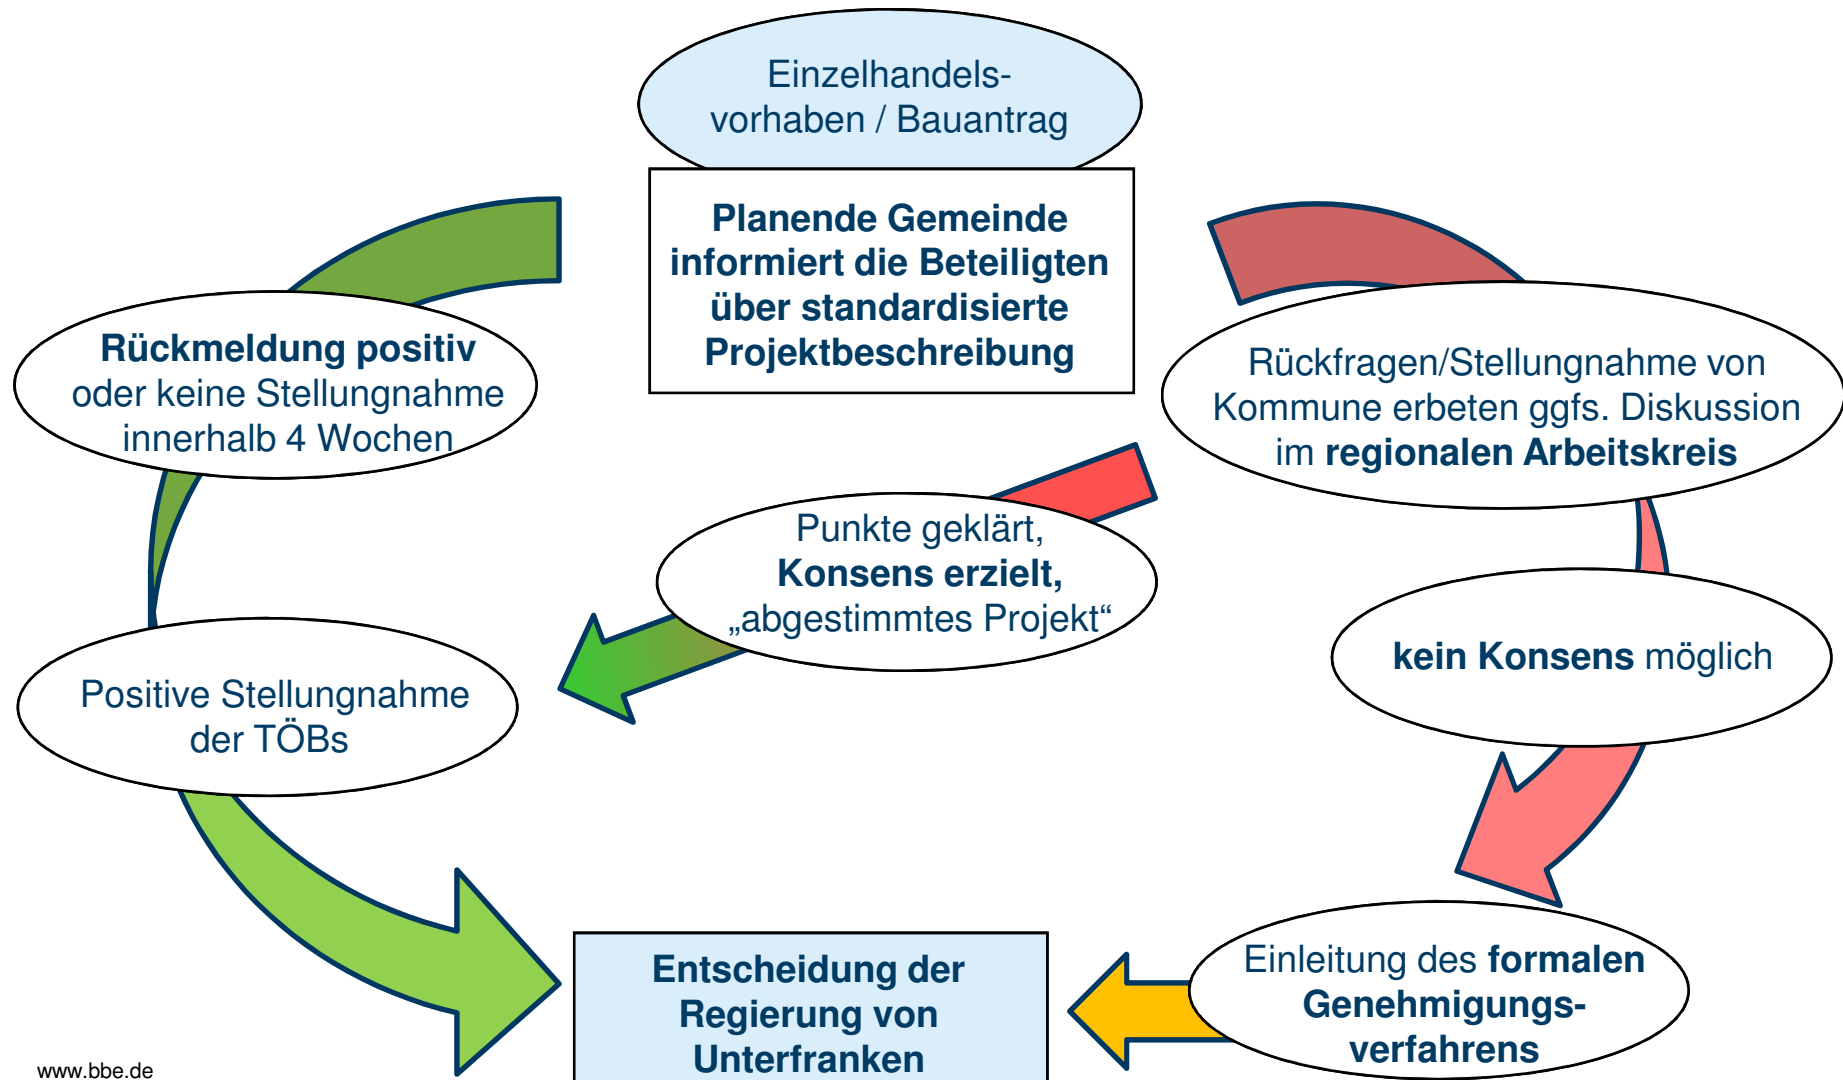 Einzelhandels-
vorhaben / Bauantrag
Planende Gemeinde
informiert die Beteiligten
über standardisierte
Projektbeschreibung
Rückmeldung positiv
oder keine Stellungnahme
innerhalb 4 Wochen
Rückfragen/Stellungnahme von
Kommune erbeten ggfs. Diskussion
im regionalen Arbeitskreis
Punkte geklärt,
Konsens erzielt,
„abgestimmtes Projekt“
kein Konsens möglich
Positive Stellungnahme
der TÖBs
Einleitung des formalen
Genehmigungs-
verfahrens
Entscheidung der
Regierung von
Unterfranken
www.bbe.de